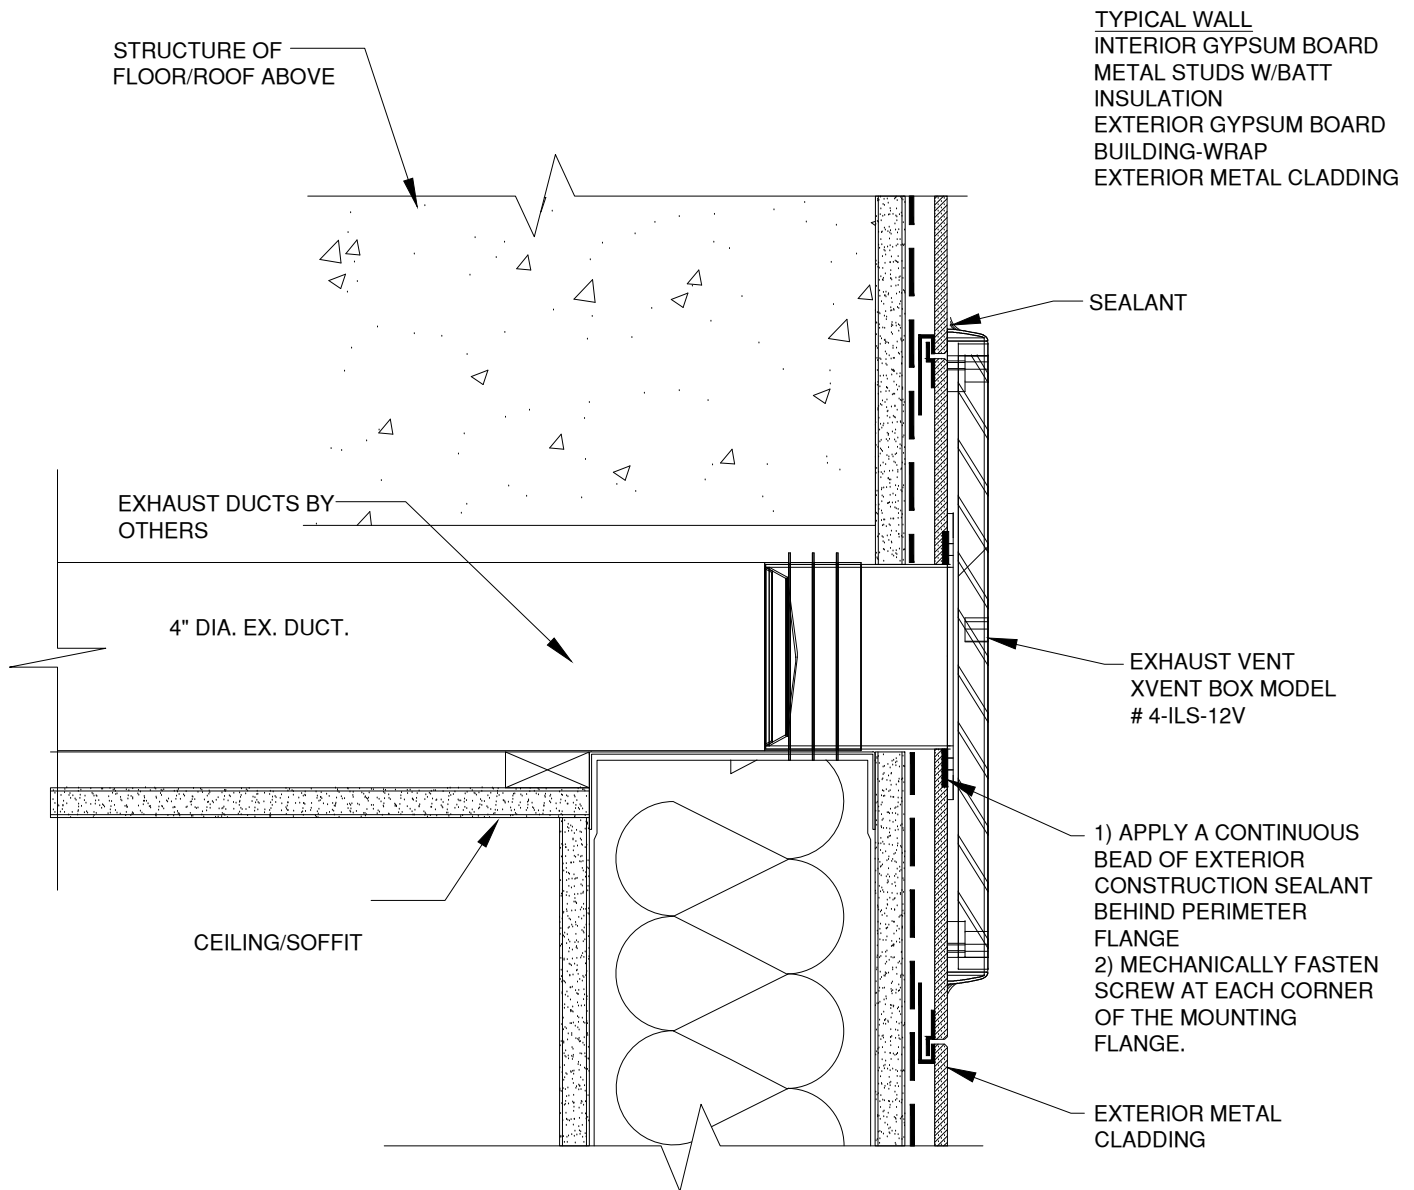 TYPICAL WALL
INTERIOR GYPSUM BOARD
METAL STUDS W/BATT
INSULATION
EXTERIOR GYPSUM BOARD
BUILDING-WRAP
EXTERIOR METAL CLADDING
STRUCTURE OF
FLOOR/ROOF ABOVE
SEALANT
EXHAUST DUCTS BY
OTHERS
4" DIA. EX. DUCT.
EXHAUST VENT
XVENT BOX MODEL
# 4-ILS-12V
1) APPLY A CONTINUOUS
BEAD OF EXTERIOR
CONSTRUCTION SEALANT
BEHIND PERIMETER
FLANGE
2) MECHANICALLY FASTEN
SCREW AT EACH CORNER
OF THE MOUNTING
FLANGE.
CEILING/SOFFIT
EXTERIOR METAL
CLADDING